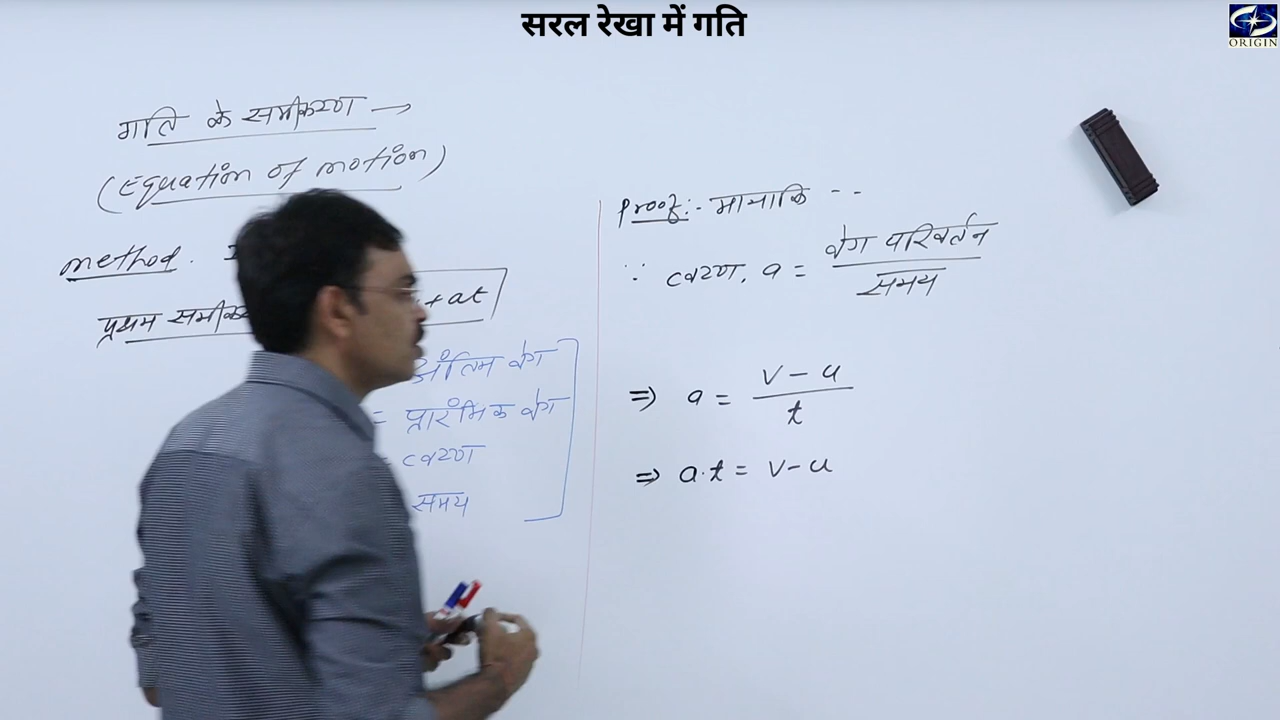 सरल रेखा में गति
ORIGIN
गति के समीकरण →
(Equation of motion)
method.
प्रथम समीक + at
अंतिम वेग
= प्रारंभिक वेग
त्वरण
समय
Proof:- मानाकि --
∵ त्वरण, a = वेग परिवर्तन / समय
⇒ a = v - u / t
⇒ a.t = v - u